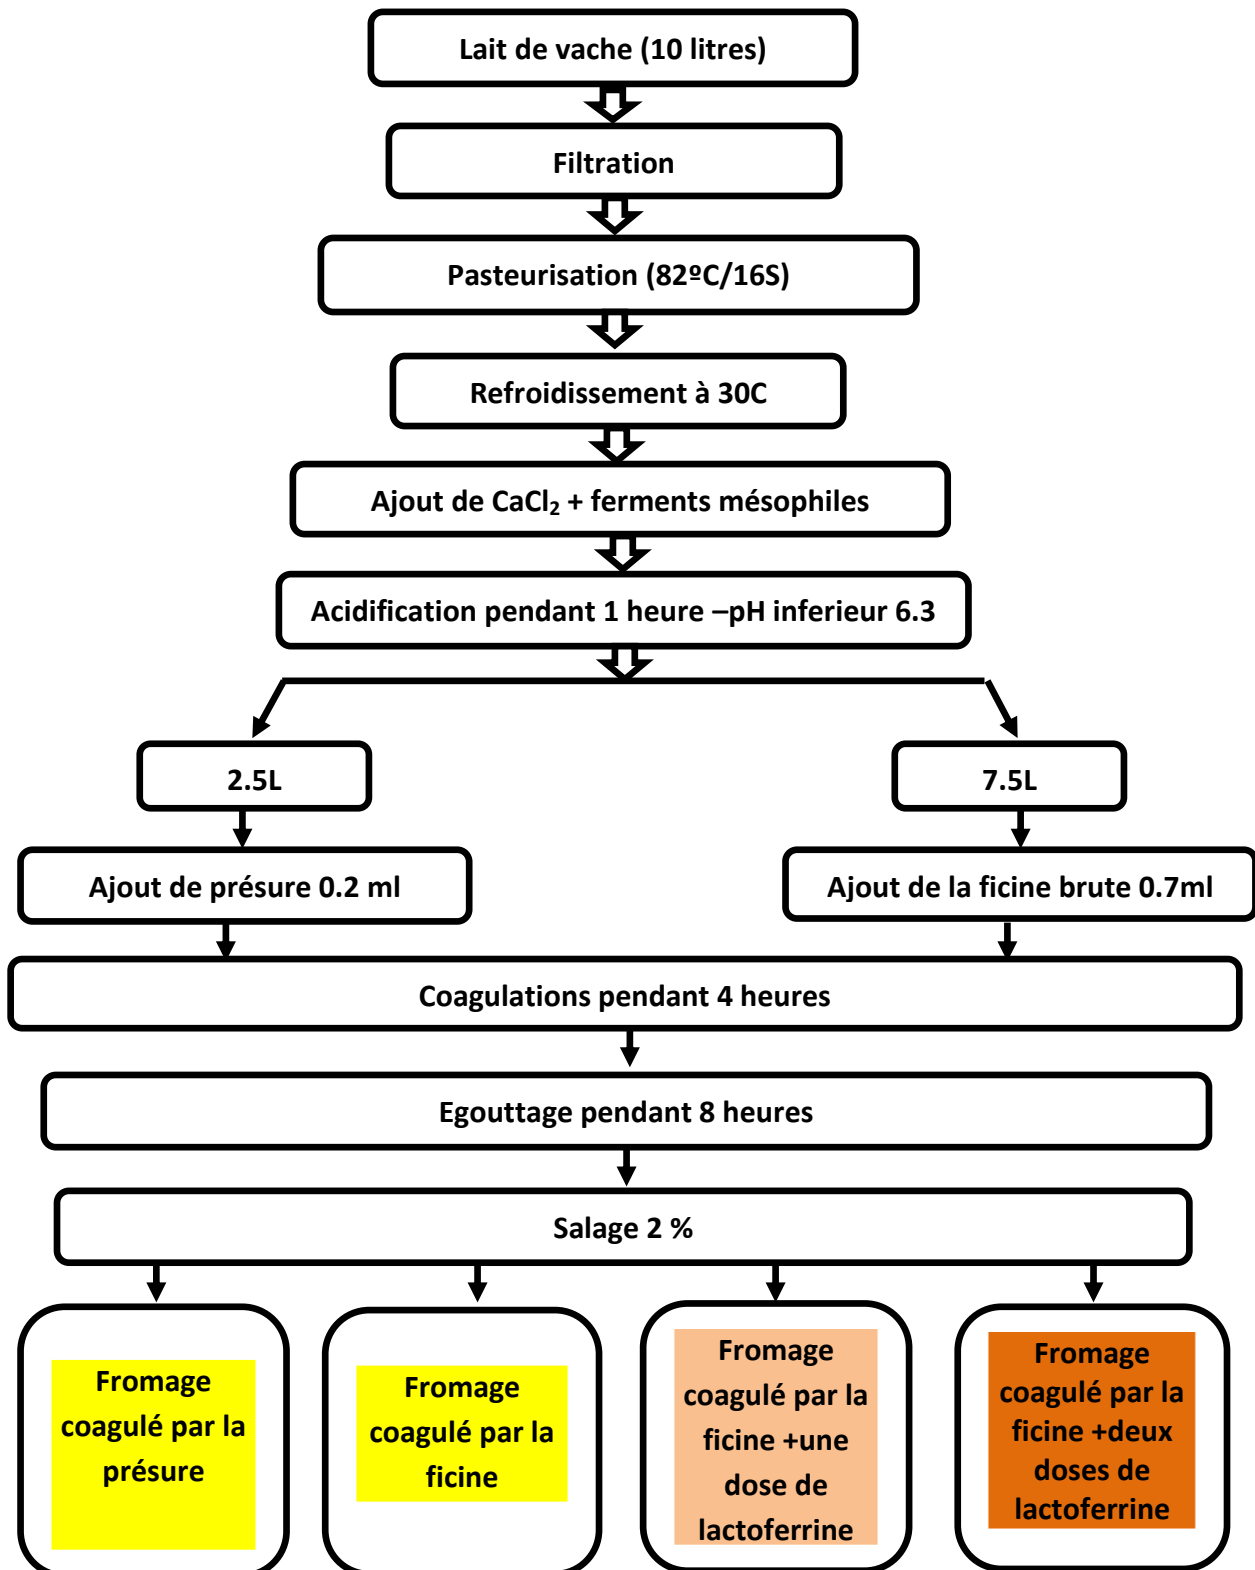 Lait de vache (10 litres)
Filtration
Pasteurisation (82ºC/16S)
Refroidissement à 30C
Ajout de CaCl₂ + ferments mésophiles
Acidification pendant 1 heure –pH inferieur 6.3
2.5L
7.5L
Ajout de présure 0.2 ml
Ajout de la ficine brute 0.7ml
Coagulations pendant 4 heures
Egouttage pendant 8 heures
Salage 2 %
Fromage
coagulé par la
présure
Fromage
coagulé par la
ficine
Fromage
coagulé par la
ficine +une
dose de
lactoferrine
Fromage
coagulé par la
ficine +deux
doses de
lactoferrine